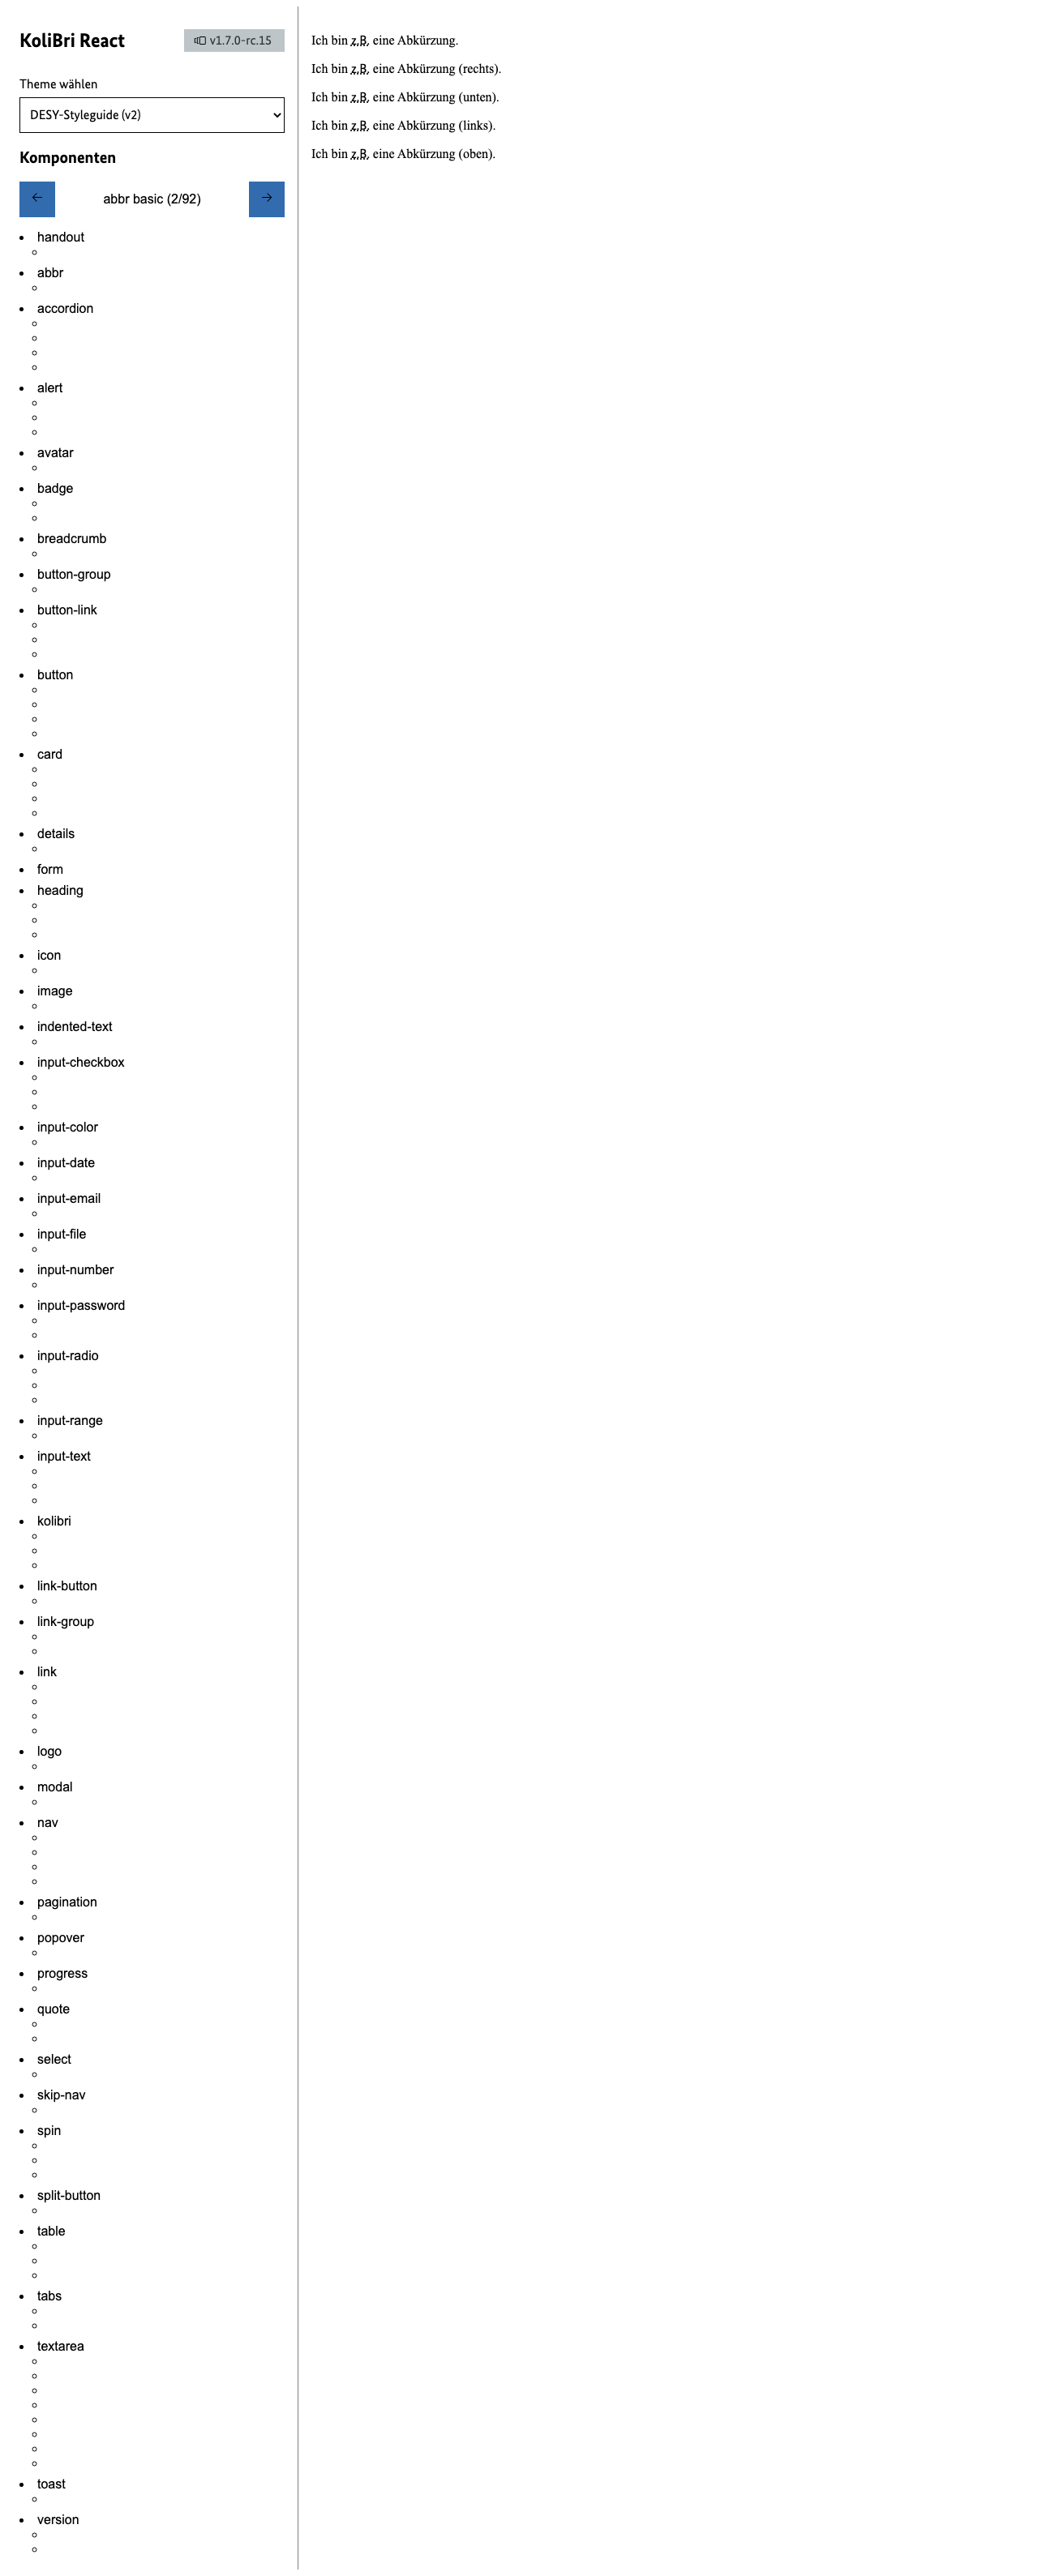 KoliBri React
v1.7.0-rc.15
Theme wählen
DESY-Styleguide (v2)
Komponenten
abbr basic (2/92)
handout
abbr
accordion
alert
avatar
badge
breadcrumb
button-group
button-link
button
card
details
form
heading
icon
image
indented-text
input-checkbox
input-color
input-date
input-email
input-file
input-number
input-password
input-radio
input-range
input-text
kolibri
link-button
link-group
link
logo
modal
nav
pagination
popover
progress
quote
select
skip-nav
spin
split-button
table
tabs
textarea
toast
version
Ich bin z.B. eine Abkürzung.
Ich bin z.B. eine Abkürzung (rechts).
Ich bin z.B. eine Abkürzung (unten).
Ich bin z.B. eine Abkürzung (links).
Ich bin z.B. eine Abkürzung (oben).